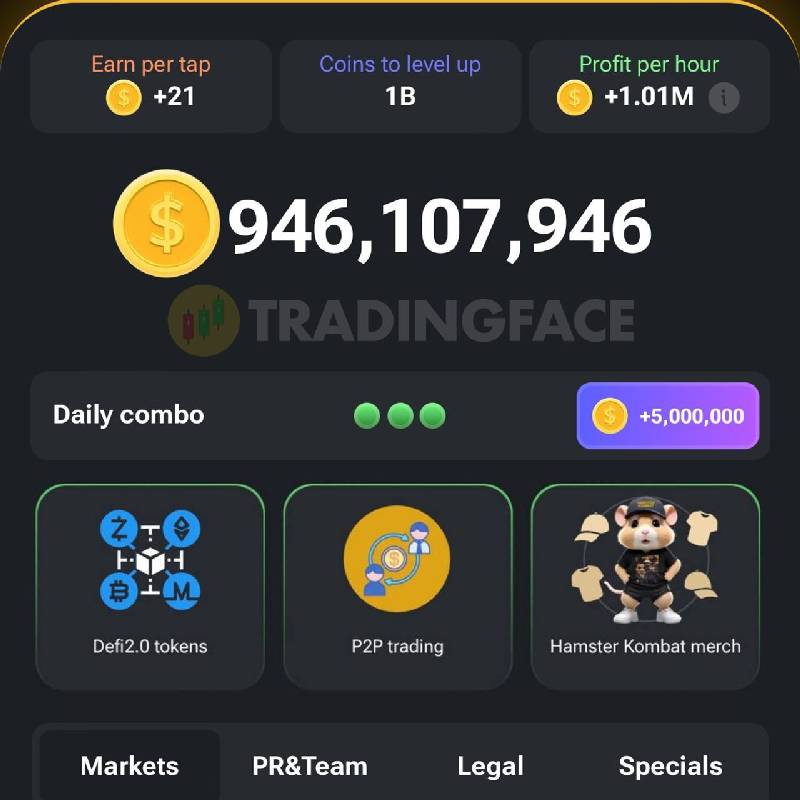 Earn per tap
+21
Coins to level up
1B
Profit per hour
+1.01M
946,107,946
TRADINGFACE
Daily combo
+5,000,000
Defi2.0 tokens
P2P trading
Hamster Kombat merch
Markets
PR&Team
Legal
Specials